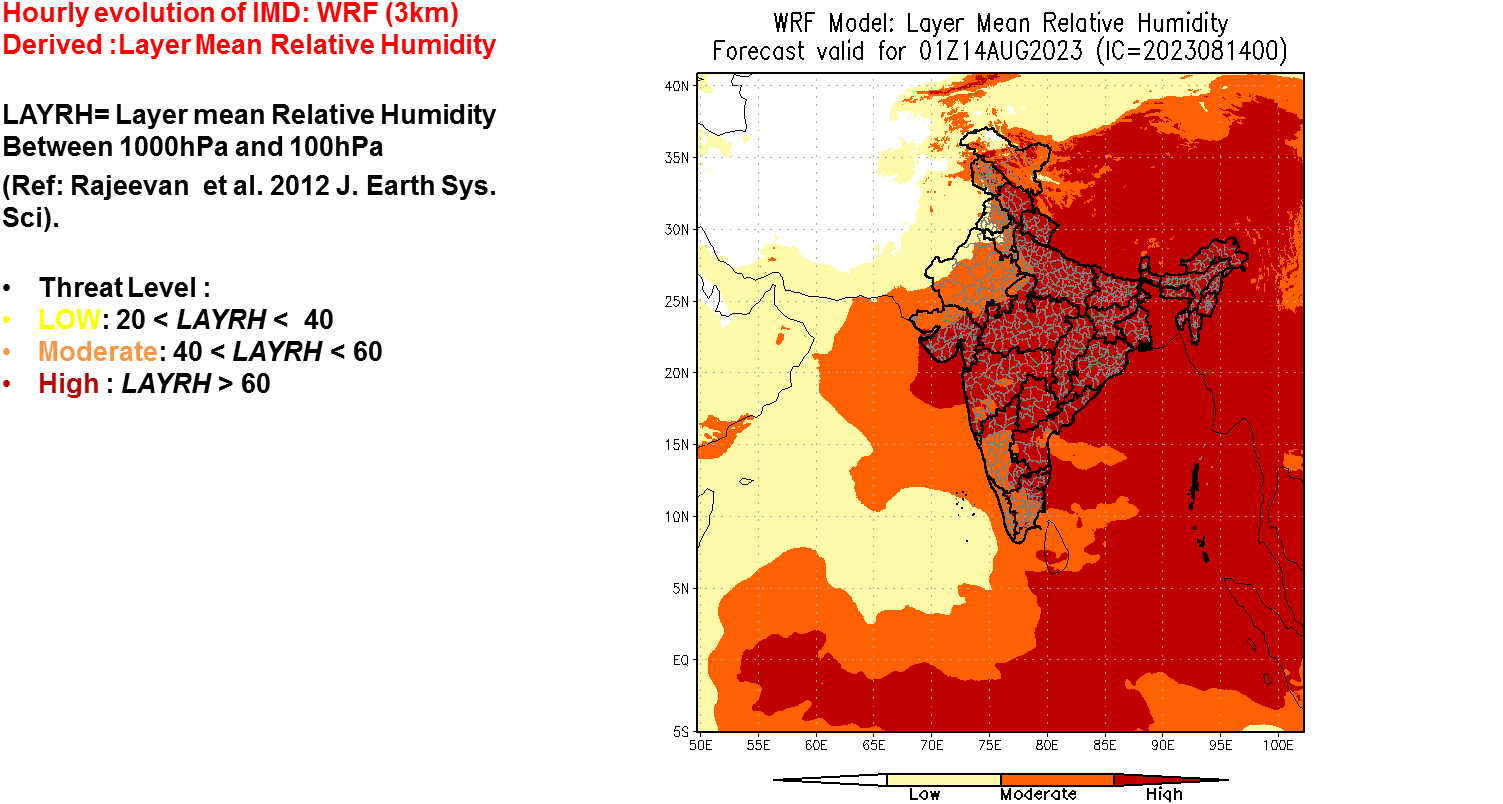 Hourly evolution of IMD: WRF (3km)
Derived :Layer Mean Relative Humidity
LAYRH= Layer mean Relative Humidity
Between 1000hPa and 100hPa
(Ref: Rajeevan et al. 2012 J. Earth Sys.
Sci).
• Threat Level :
• LOW: 20 < LAYRH < 40
• Moderate: 40 < LAYRH < 60
• High : LAYRH > 60
WRF Model: Layer Mean Relative Humidity
Forecast valid for 01Z14AUG2023 (IC=2023081400)
40N
35N
30N
25N
20N
15N
10N
5N
EQ
5S
50E 55E 60E 65E 70E 75E 80E 85E 90E 95E 100E
Low Moderate High